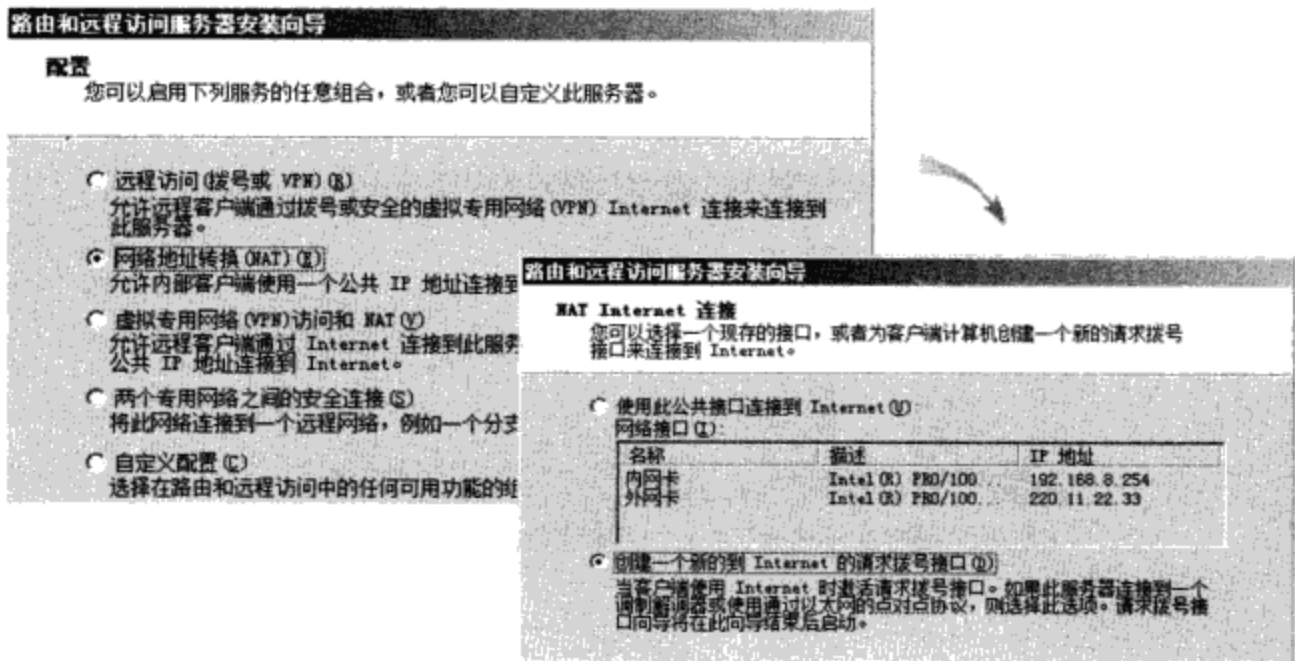 路由和远程访问服务器安装向导
配置
您可以启用下列服务的任意组合，或者您可以自定义此服务器。
远程访问(拨号或 VPN)(R)
允许远程客户端通过拨号或安全的虚拟专用网络(VPN) Internet 连接来连接到
此服务器。
网络地址转换(NAT)(E)
允许内部客户端使用一个公共 IP 地址连接到
虚拟专用网络(VPN)访问和 NAT(V)
允许远程客户端通过 Internet 连接到此服务
公共 IP 地址连接到 Internet。
两个专用网络之间的安全连接(S)
将此网络连接到一个远程网络，例如一个分支
自定义配置(C)
选择在路由和远程访问中的任何可用功能的组
路由和远程访问服务器安装向导
NAT Internet 连接
您可以选择一个现存的接口，或者为客户端计算机创建一个新的请求拨号
接口来连接到 Internet。
使用此公共接口连接到 Internet(U):
网络接口(I):
名称 描述 IP 地址
内网卡 Intel(R) PRO/100... 192.168.8.254
外网卡 Intel(R) PRO/100... 220.11.22.33
创建一个新的到 Internet 的请求拨号接口(D)
当客户端使用 Internet 时激活请求拨号接口。如果此服务器连接到一个
调制解调器或使用通过以太网的点对点协议，则选择此选项。请求拨号接
口向导将在此向导结束后启动。